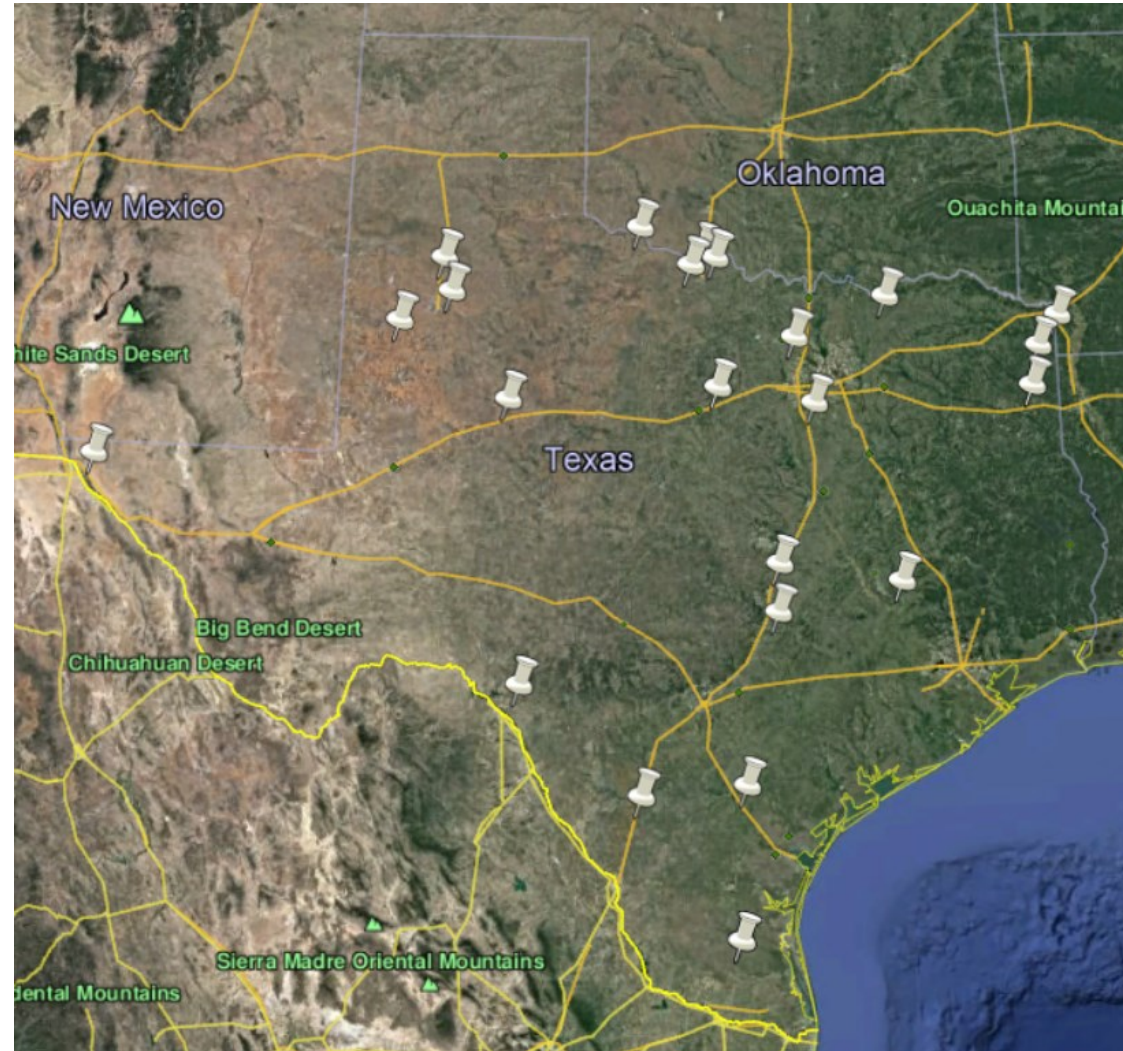 Oklahoma
New Mexico
Ouachita Mountai
hite Sands Desert
Texas
Big Bend Desert
Chihuahuan Desert
Sierra Madre Oriental Mountains
dental Mountains